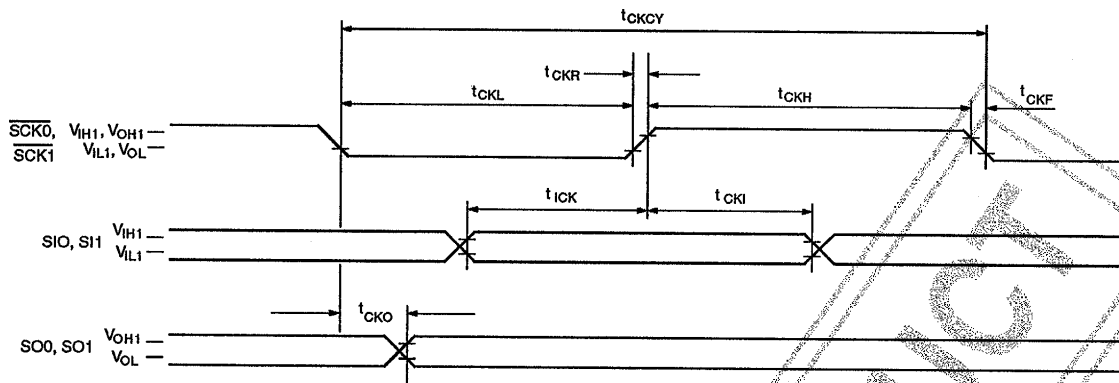 tCKCY
tCKR
tCKL
tCKH
tCKF
SCK0, VIH1, VOH1
SCK1 VIL1, VOL
tICK
tCKI
SIO, SI1 VIH1
VIL1
tCKO
SO0, SO1 VOH1
VOL
ICT